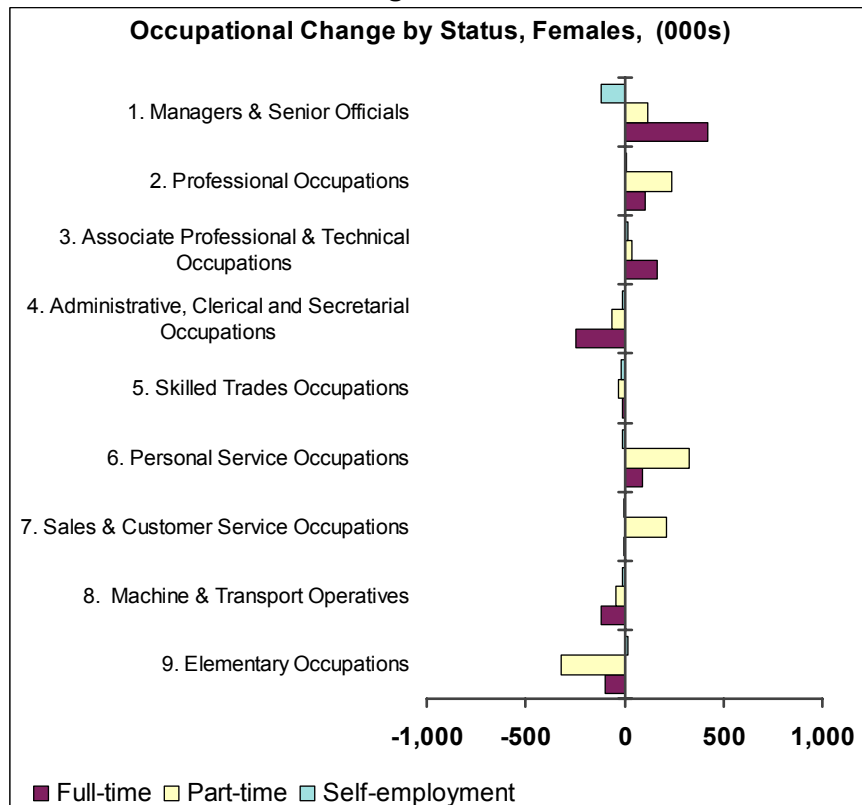 Occupational Change by Status, Females, (000s)
1. Managers & Senior Officials
2. Professional Occupations
3. Associate Professional & Technical
Occupations
4. Administrative, Clerical and Secretarial
Occupations
5. Skilled Trades Occupations
6. Personal Service Occupations
7. Sales & Customer Service Occupations
8. Machine & Transport Operatives
9. Elementary Occupations
-1,000 -500 0 500 1,000
Full-time Part-time Self-employment